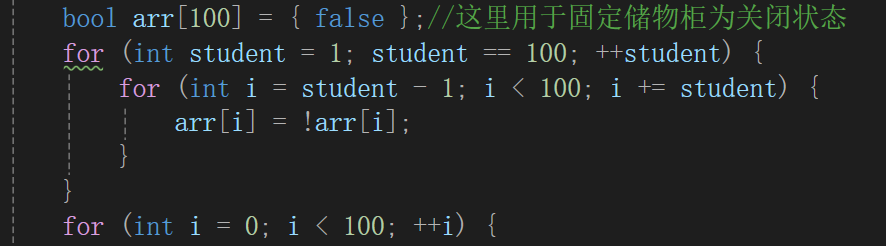 bool arr[100] = { false };//这里用于固定储物柜为关闭状态
for (int student = 1; student == 100; ++student) {
for (int i = student - 1; i < 100; i += student) {
arr[i] = !arr[i];
}
}
for (int i = 0; i < 100; ++i) {